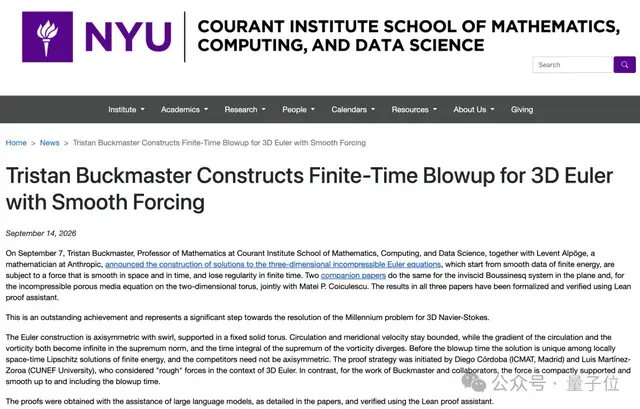 NYU
COURANT INSTITUTE SCHOOL OF MATHEMATICS,
COMPUTING, AND DATA SCIENCE
Search
Institute Academics Research People Calendars Resources About Us Giving
Home > News > Tristan Buckmaster Constructs Finite-Time Blowup for 3D Euler with Smooth Forcing
Tristan Buckmaster Constructs Finite-Time Blowup for 3D Euler
with Smooth Forcing
September 14, 2026
On September 7, Tristan Buckmaster, Professor of Mathematics at Courant Institute School of Mathematics, Computing, and Data Science, together with Levent Alpöge, a
mathematician at Anthropic, announced the construction of solutions to the three-dimensional incompressible Euler equations, which start from smooth data of finite energy, are
subject to a force that is smooth in space and in time, and lose regularity in finite time. Two companion papers do the same for the inviscid Boussinesq system in the plane and, for
the incompressible porous media equation on the two-dimensional torus, jointly with Matei P. Coiculescu. The results in all three papers have been formalized and verified using Lean
proof assistant.
This is an outstanding achievement and represents a significant step towards the resolution of the Millennium problem for 3D Navier-Stokes.
The Euler construction is axisymmetric with swirl, supported in a fixed solid torus. Circulation and meridional velocity stay bounded, while the gradient of the circulation and the
vorticity both become infinite in the supremum norm, and the time integral of the supremum of the vorticity diverges. Before the blowup time the solution is unique among locally
space-time Lipschitz solutions of finite energy, and the competitors need not be axisymmetric. The proof strategy was initiated by Diego Córdoba (ICMAT, Madrid) and Luis Martínez-
Zoroa (CUNEF University), who considered "rough" forces in the context of 3D Euler. In contrast, for the work of Buckmaster and collaborators, the force is compactly supported and
smooth up to and including the blowup time.
The proofs were obtained with the assistance of large language models, as detailed in the papers, and verified using the Lean proof assistant.
公众号 · 量子位